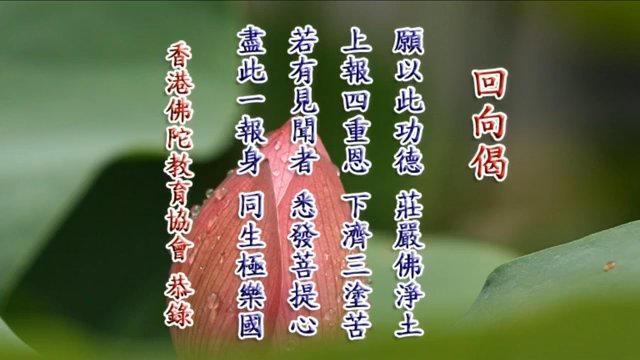 回向偈
願以此功德 莊嚴佛淨土
上報四重恩 下濟三塗苦
若有見聞者 悉發菩提心
盡此一報身 同生極樂國
香港佛陀教育協會 恭錄